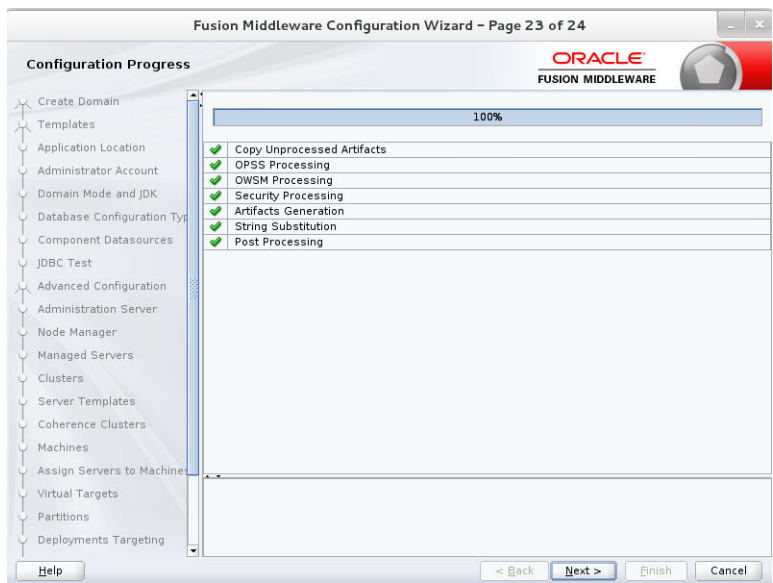 Fusion Middleware Configuration Wizard – Page 23 of 24
Configuration Progress
ORACLE
FUSION MIDDLEWARE
Create Domain
Templates
Application Location
Administrator Account
Domain Mode and JDK
Database Configuration Typ
Component Datasources
JDBC Test
Advanced Configuration
Administration Server
Node Manager
Managed Servers
Clusters
Server Templates
Coherence Clusters
Machines
Assign Servers to Machines
Virtual Targets
Partitions
Deployments Targeting
100%
Copy Unprocessed Artifacts
OPSS Processing
OWSM Processing
Security Processing
Artifacts Generation
String Substitution
Post Processing
Help
< Back
Next >
Finish
Cancel